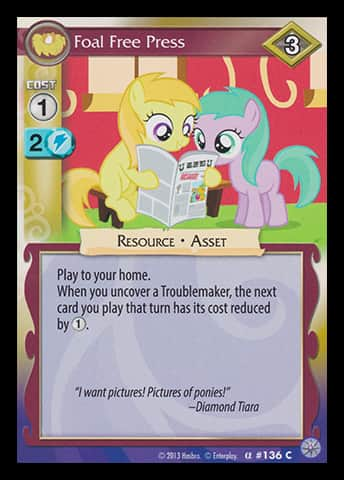 Foal Free Press
3
COST
1
2
RESOURCE • ASSET
Play to your home.
When you uncover a Troublemaker, the next
card you play that turn has its cost reduced
by 1.
"I want pictures! Pictures of ponies!"
–Diamond Tiara
© 2013 Hasbro. © Enterplay. α #136 C